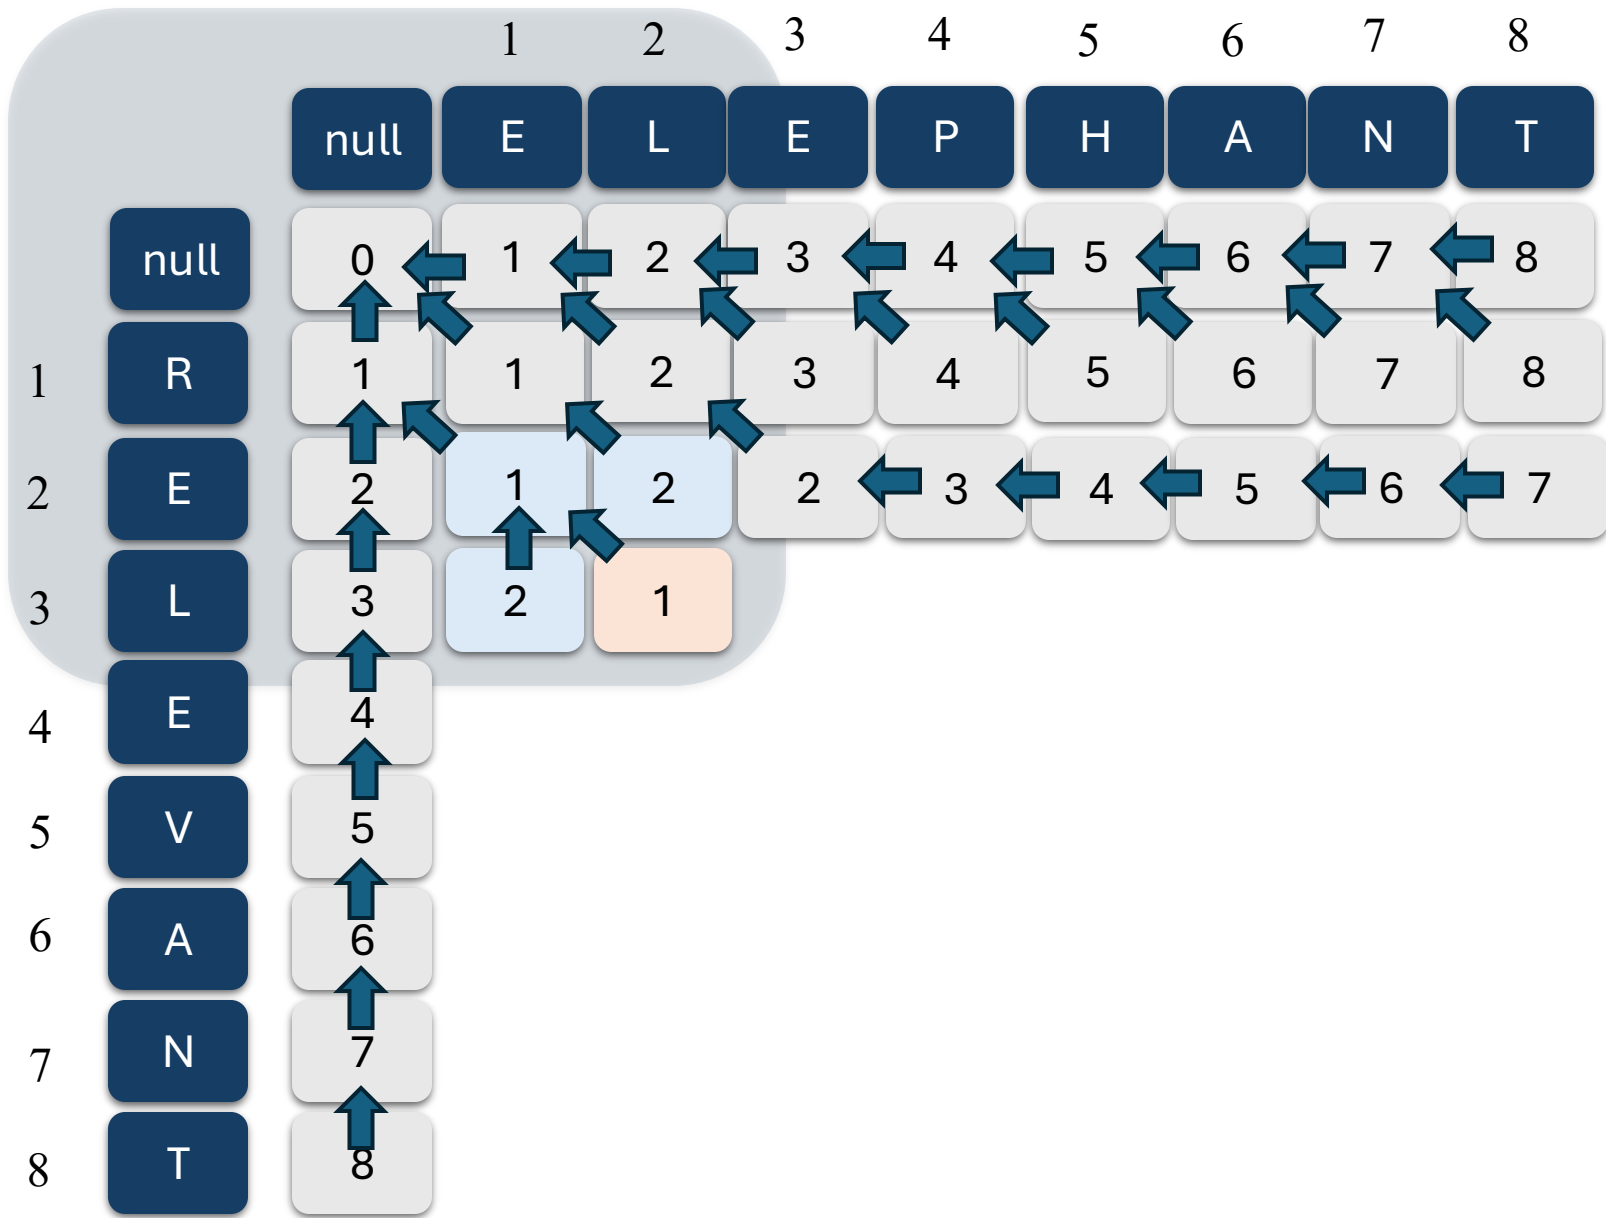 1 2 3 4 5 6 7 8
null E L E P H A N T
null 0 1 2 3 4 5 6 7 8
1 R 1 1 2 3 4 5 6 7 8
2 E 2 1 2 2 3 4 5 6 7
3 L 3 2 1
4 E 4
5 V 5
6 A 6
7 N 7
8 T 8